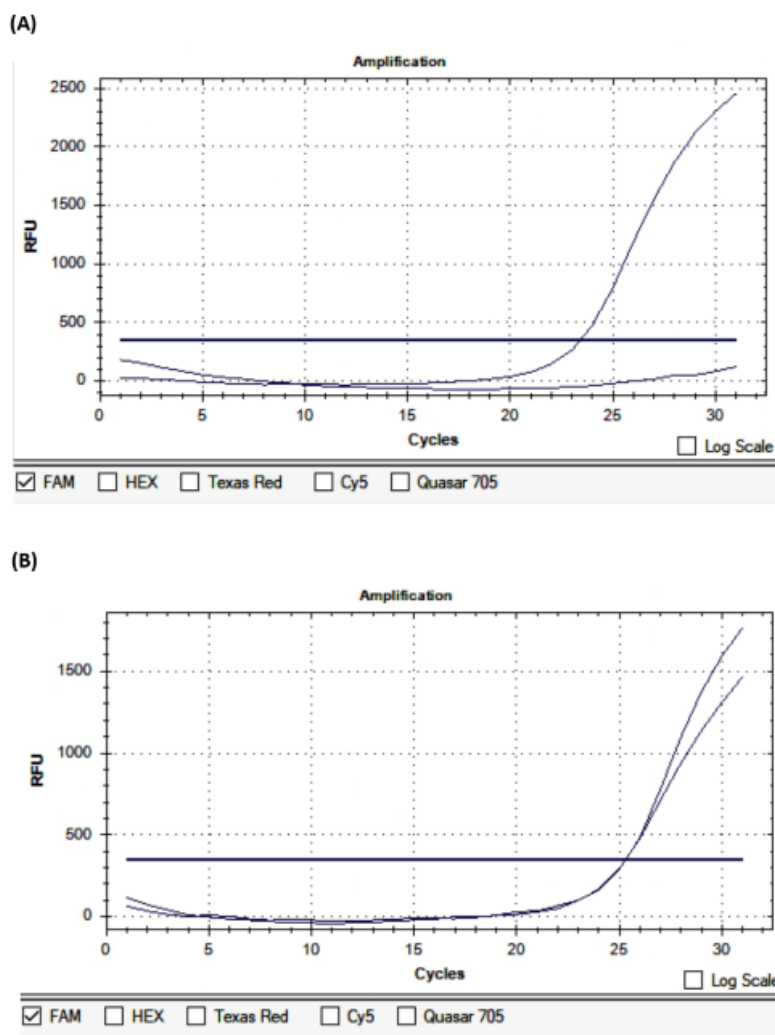 (A)
Amplification
2500
2000
1500
1000
500
0
RFU
0 5 10 15 20 25 30
Cycles
Log Scale
FAM HEX Texas Red Cy5 Quasar 705
(B)
Amplification
1500
1000
500
0
RFU
0 5 10 15 20 25 30
Cycles
Log Scale
FAM HEX Texas Red Cy5 Quasar 705